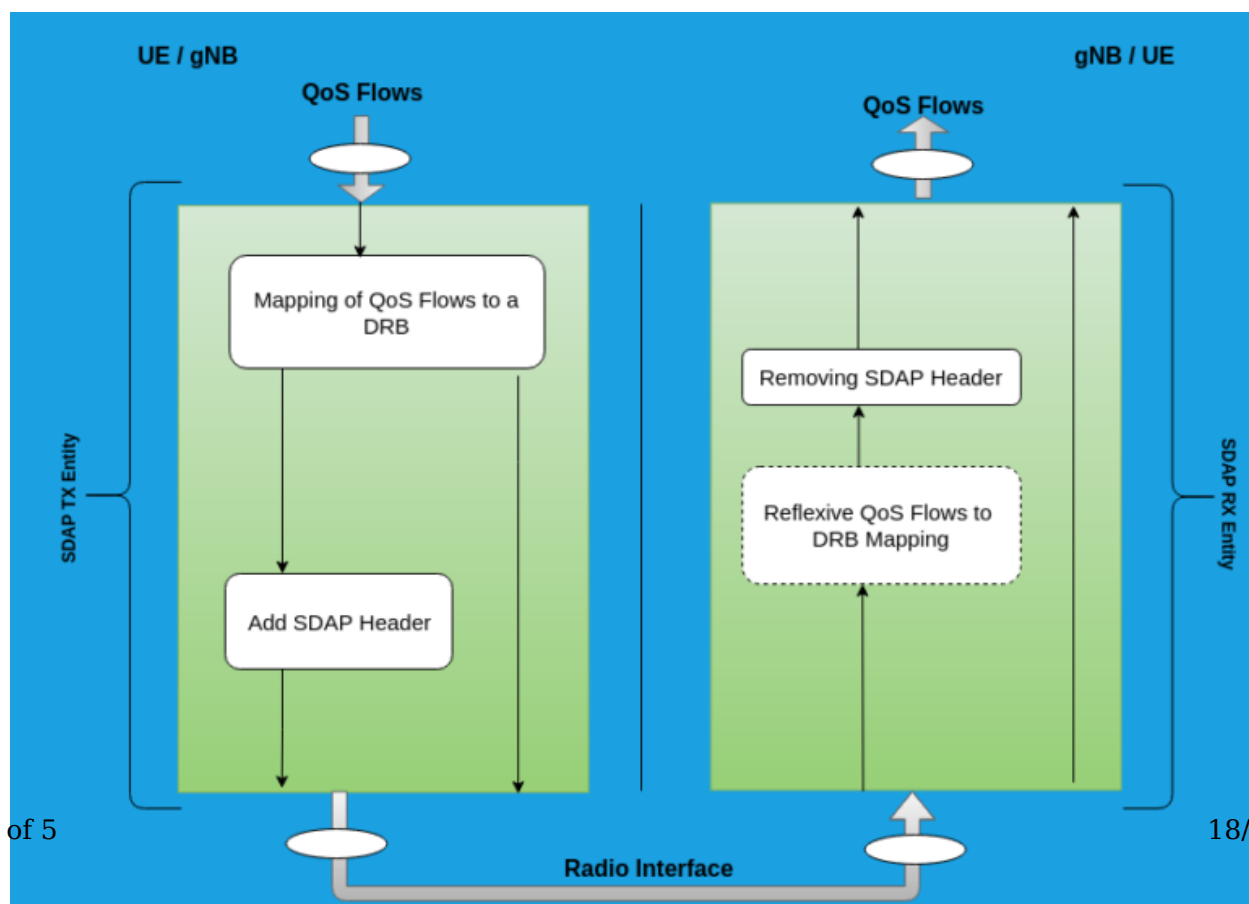 UE / gNB
gNB / UE
QoS Flows
QoS Flows
Mapping of QoS Flows to a
DRB
Removing SDAP Header
SDAP TX Entity
SDAP RX Entity
Reflexive QoS Flows to
DRB Mapping
Add SDAP Header
of 5
18/
Radio Interface